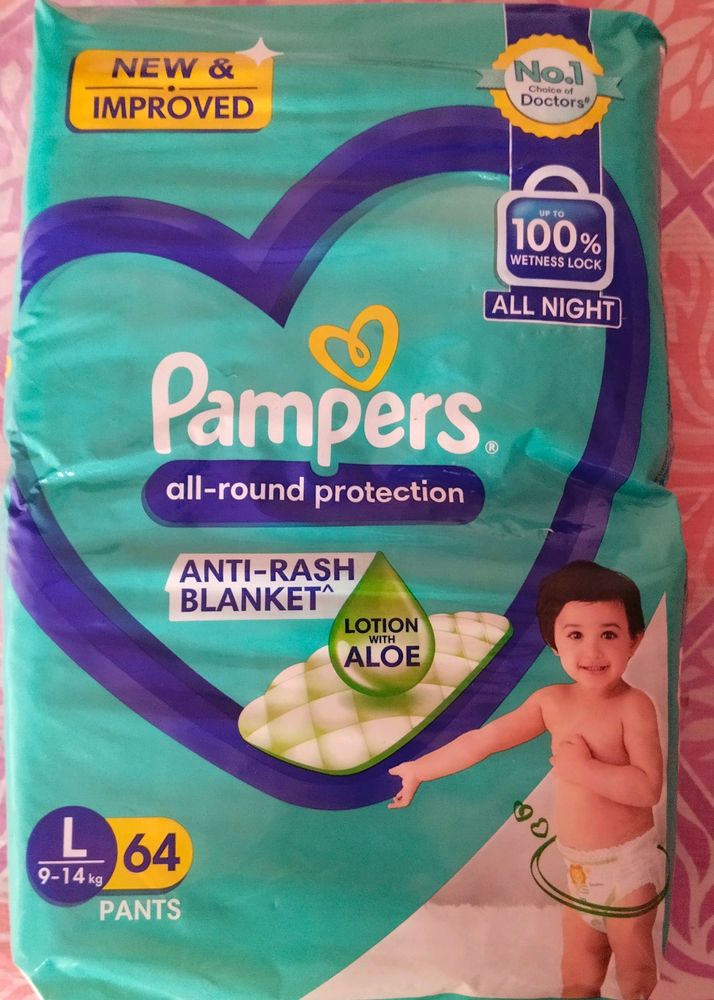 NEW &
IMPROVED
No.1
Choice of
Doctors#
UP TO
100%
WETNESS LOCK
ALL NIGHT
Pampers®
all-round protection
ANTI-RASH
BLANKET^
LOTION
WITH
ALOE
L
9-14 kg
64
PANTS